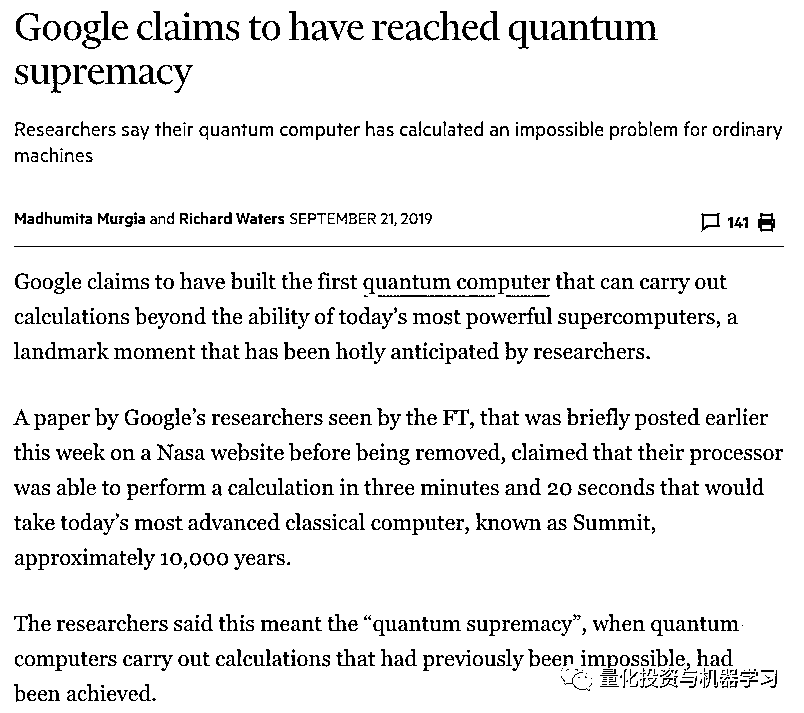 Google claims to have reached quantum
supremacy
Researchers say their quantum computer has calculated an impossible problem for ordinary
machines
Madhumita Murgia and Richard Waters SEPTEMBER 21, 2019
141
Google claims to have built the first quantum computer that can carry out
calculations beyond the ability of today's most powerful supercomputers, a
landmark moment that has been hotly anticipated by researchers.
A paper by Google's researchers seen by the FT, that was briefly posted earlier
this week on a Nasa website before being removed, claimed that their processor
was able to perform a calculation in three minutes and 20 seconds that would
take today's most advanced classical computer, known as Summit,
approximately 10,000 years.
The researchers said this meant the “quantum supremacy”, when quantum
computers carry out calculations that had previously been impossible, had
been achieved.
量化投资与机器学习